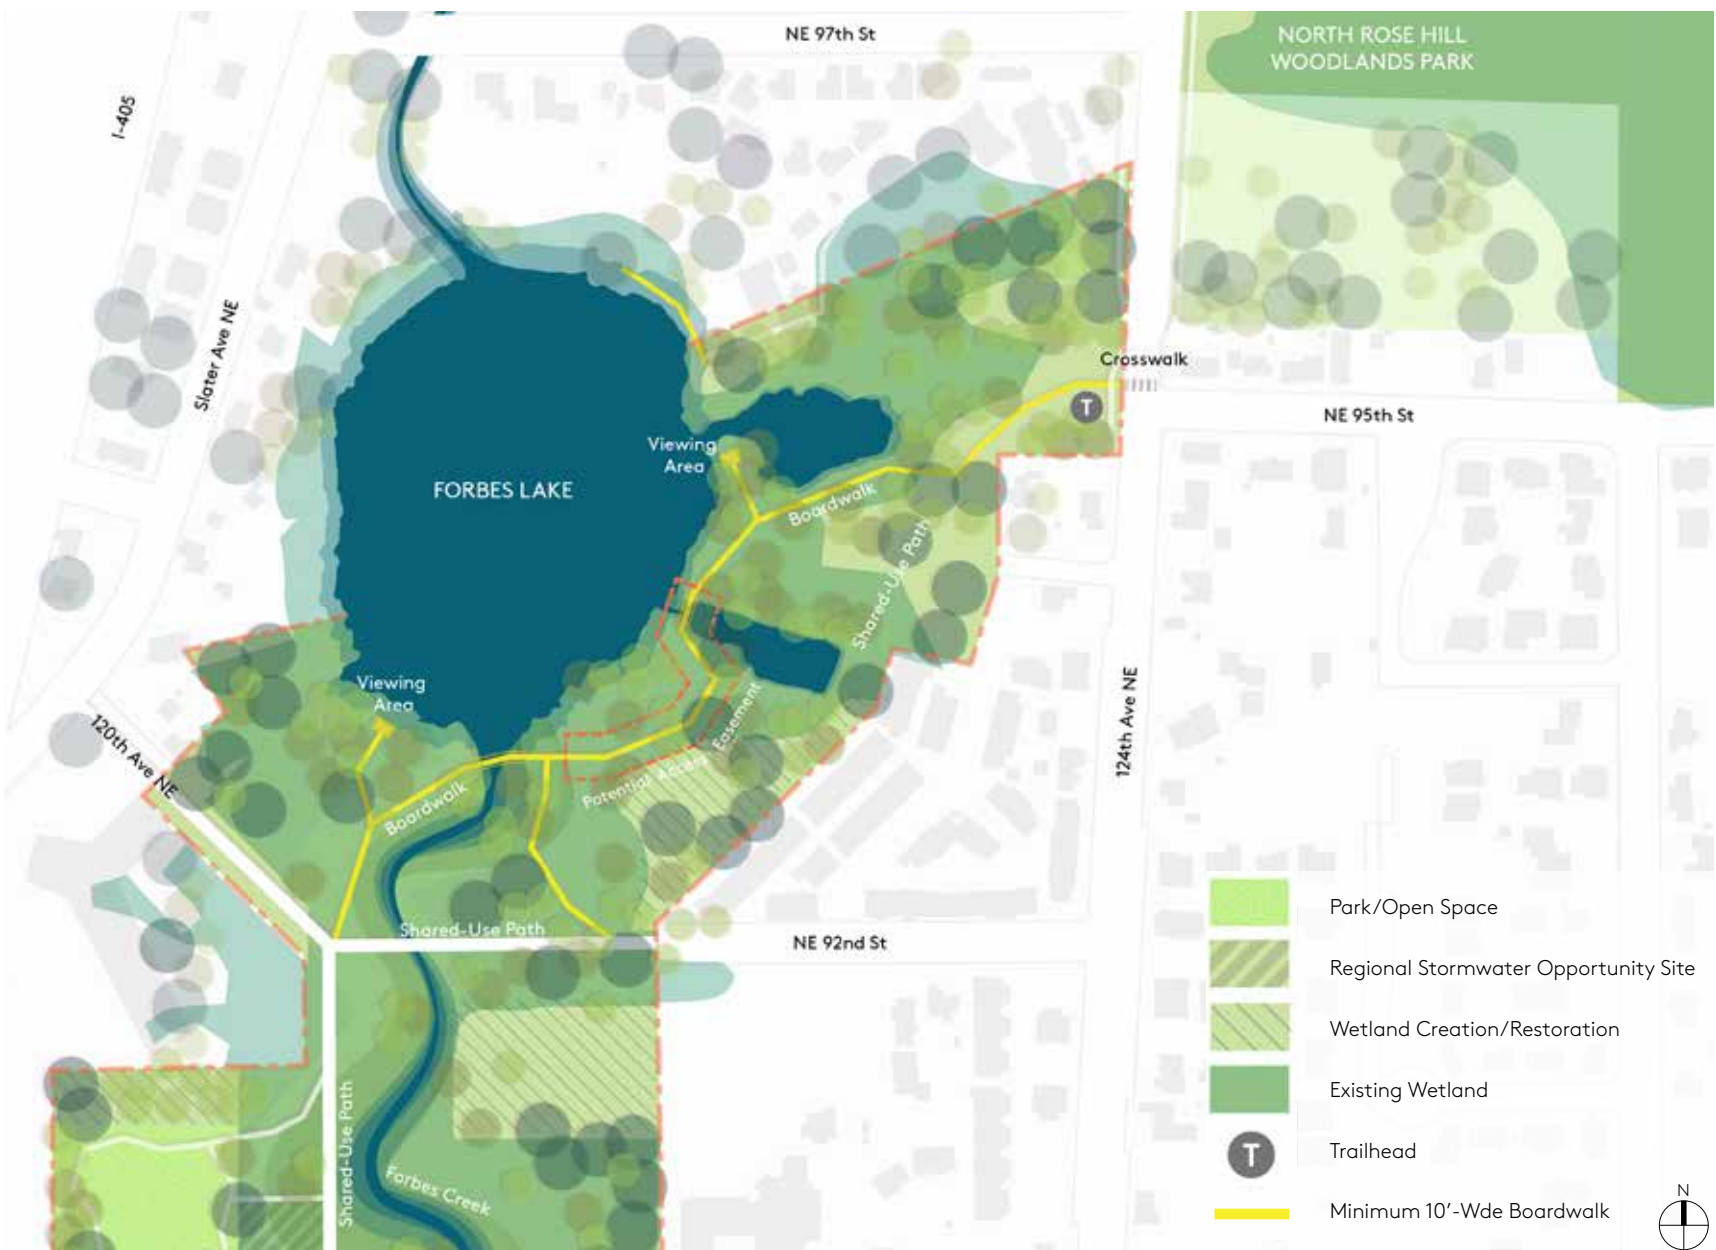 NE 97th St
NORTH ROSE HILL
WOODLANDS PARK
I-405
Slater Ave NE
Crosswalk
T
NE 95th St
Viewing
Area
FORBES LAKE
Boardwalk
Shared-Use Path
Viewing
Area
120th Ave NE
Potential Access Easement
124th Ave NE
Boardwalk
Shared-Use Path
NE 92nd St
Shared-Use Path
Forbes Creek
Park/Open Space
Regional Stormwater Opportunity Site
Wetland Creation/Restoration
Existing Wetland
T
Trailhead
Minimum 10'-Wde Boardwalk
N